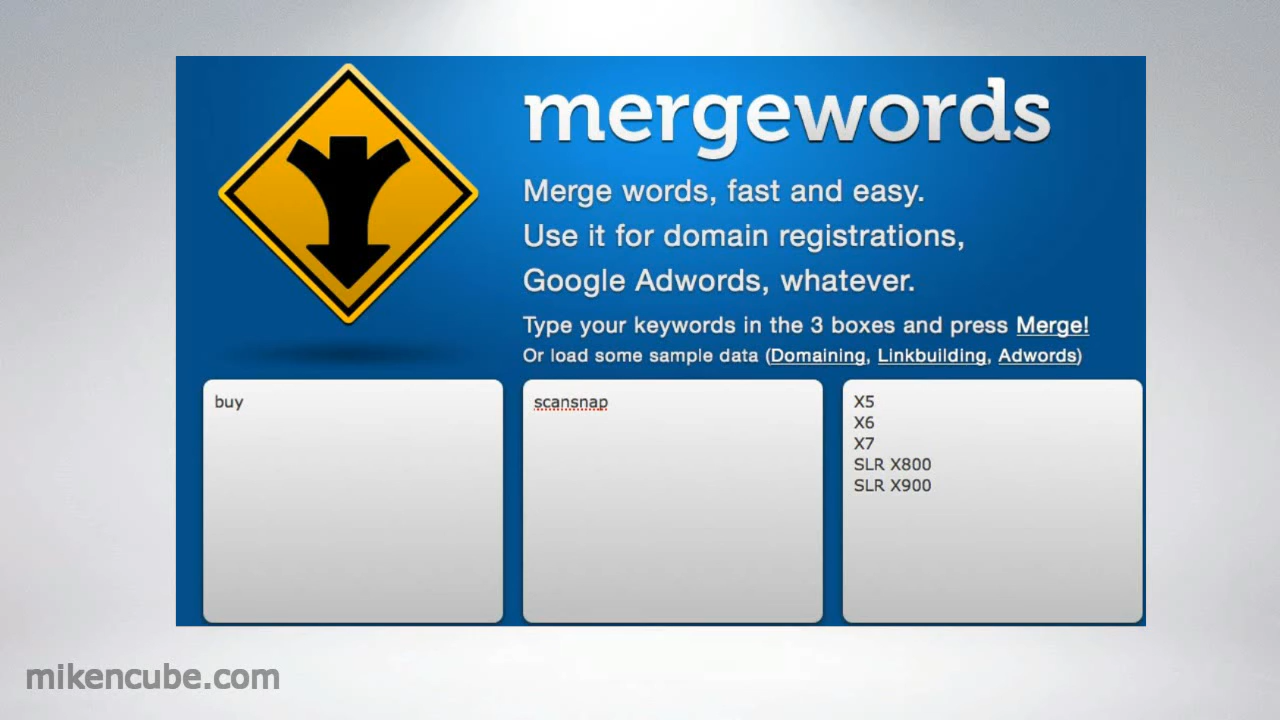 mergewords
Merge words, fast and easy.
Use it for domain registrations,
Google Adwords, whatever.
Type your keywords in the 3 boxes and press Merge!
Or load some sample data (Domaining, Linkbuilding, Adwords)
buy
scansnap
X5
X6
X7
SLR X800
SLR X900
mikencube.com